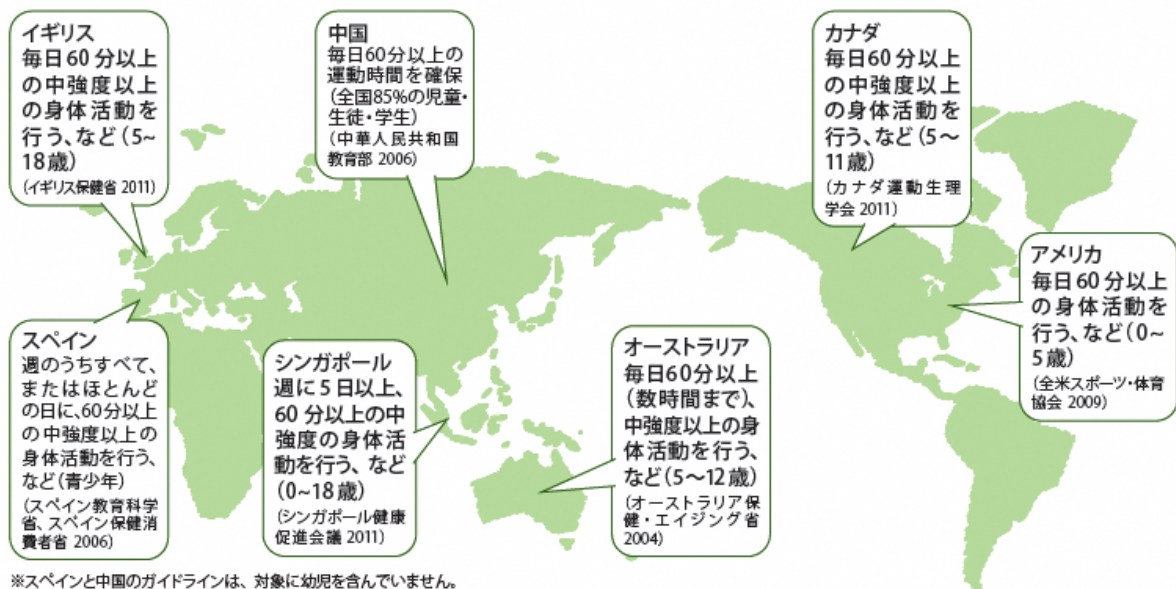 イギリス
毎日60分以上
の中強度以上
の身体活動を
行う、など(5~
18歳)
(イギリス保健省 2011)
中国
毎日60分以上の
運動時間を確保
(全国85%の児童・
生徒・学生)
(中華人民共和国
教育部 2006)
カナダ
毎日60分以上
の中強度以上
の身体活動を
行う、など(5〜
11歳)
(カナダ運動生理
学会 2011)
アメリカ
毎日60分以上
の身体活動を
行う、など(0~
5歳)
(全米スポーツ・体育
協会 2009)
スペイン
週のうちすべて、
またはほとんど
の日に、60分以上
の中強度以上の
身体活動を行う、
など(青少年)
(スペイン教育科学
省、スペイン保健消
費者省 2006)
シンガポール
週に5日以上、
60分以上の中
強度の身体活
動を行う、など
(0~18歳)
(シンガポール健康
促進会議 2011)
オーストラリア
毎日60分以上
(数時間まで)、
中強度以上の身
体活動を行う、
など(5〜12歳)
(オーストラリア保
健・エイジング省
2004)
※スペインと中国のガイドラインは、対象に幼児を含んでいません。